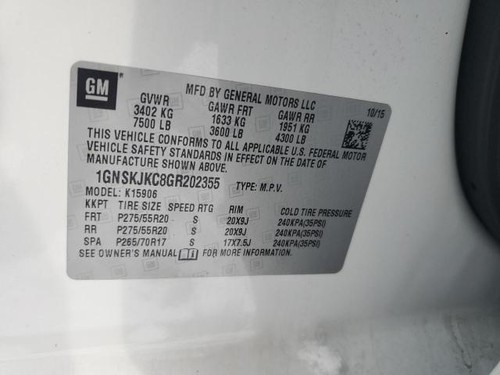 GM
MFD BY GENERAL MOTORS LLC
10/15
GVWR GAWR FRT GAWR RR
3402 KG 1633 KG 1951 KG
7500 LB 3600 LB 4300 LB
THIS VEHICLE CONFORMS TO ALL APPLICABLE U.S. FEDERAL MOTOR
VEHICLE SAFETY STANDARDS IN EFFECT ON THE DATE OF
MANUFACTURE SHOWN ABOVE.
1GNSKJKC8GR202355 TYPE: M.P.V.
MODEL: K15906
KKPT TIRE SIZE SPEED RTG RIM COLD TIRE PRESSURE
FRT P275/55R20 S 20X9J 240KPA(35PSI)
RR P275/55R20 S 20X9J 240KPA(35PSI)
SPA P265/70R17 S 17X7.5J 240KPA(35PSI)
SEE OWNER'S MANUAL FOR MORE INFORMATION.